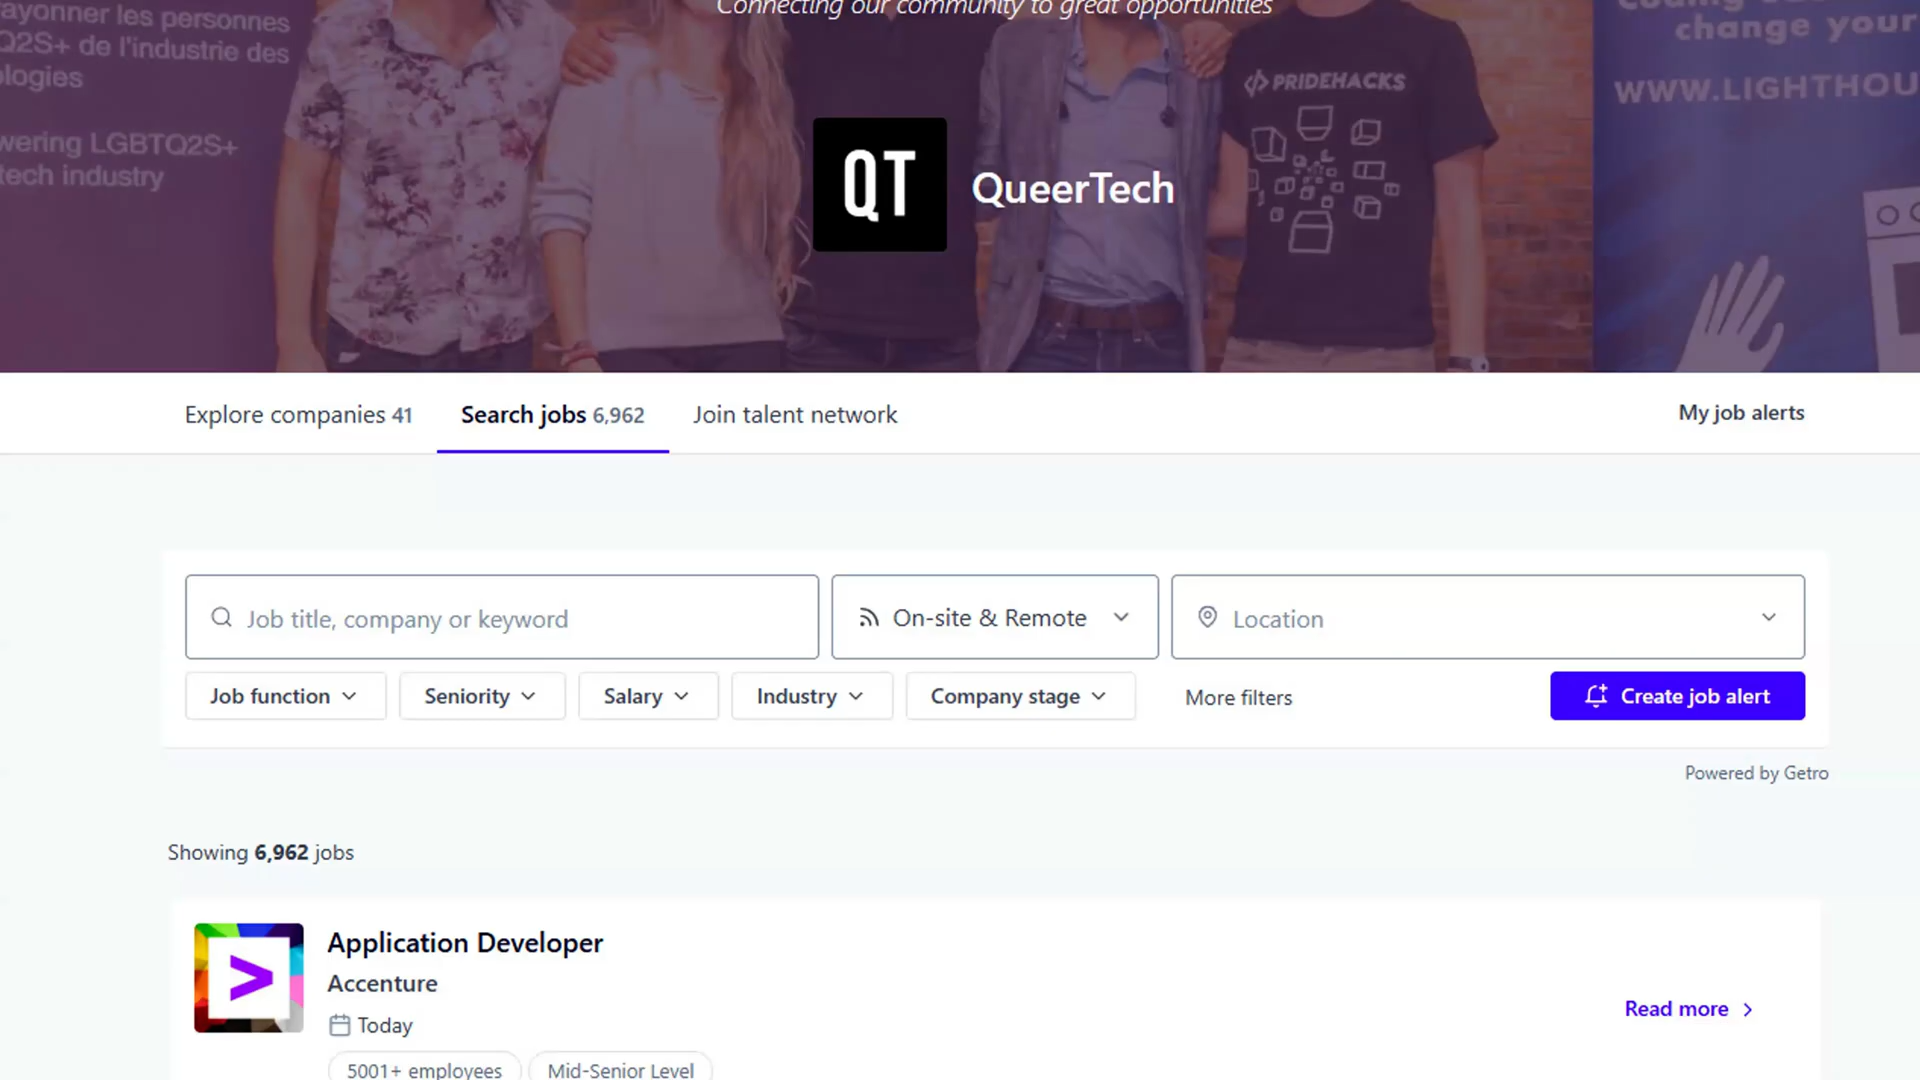 Connecting our community to great opportunities
rayonner les personnes
Q2S+ de l'industrie des
logies
wering LGBTQ2S+
tech industry
QT
QueerTech
PRIDEHACKS
change your
WWW.LIGHTHOU
Explore companies 41
Search jobs 6,962
Join talent network
My job alerts
Job title, company or keyword
On-site & Remote
Location
Job function
Seniority
Salary
Industry
Company stage
More filters
Create job alert
Powered by Getro
Showing 6,962 jobs
Application Developer
Accenture
Today
Read more
5001+ employees
Mid-Senior Level